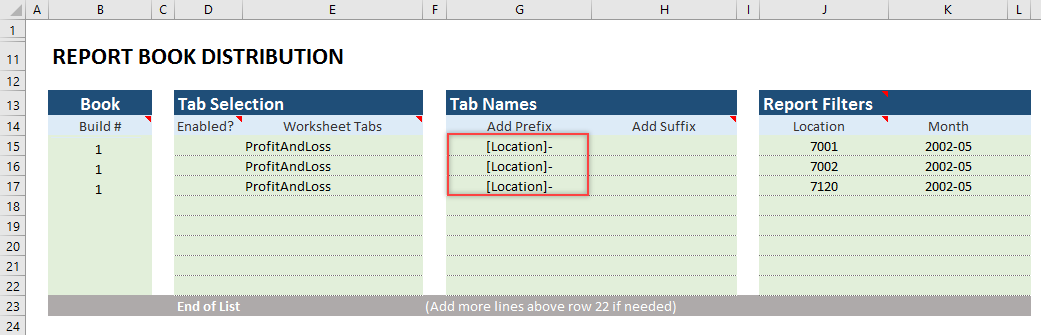 A B C D E F G H I J K L
1
11 REPORT BOOK DISTRIBUTION
12
13 Book Tab Selection Tab Names Report Filters
14 Build # Enabled? Worksheet Tabs Add Prefix Add Suffix Location Month
15 1 ProfitAndLoss [Location]- 7001 2002-05
16 1 ProfitAndLoss [Location]- 7002 2002-05
17 1 ProfitAndLoss [Location]- 7120 2002-05
18
19
20
21
22
23 End of List (Add more lines above row 22 if needed)
24